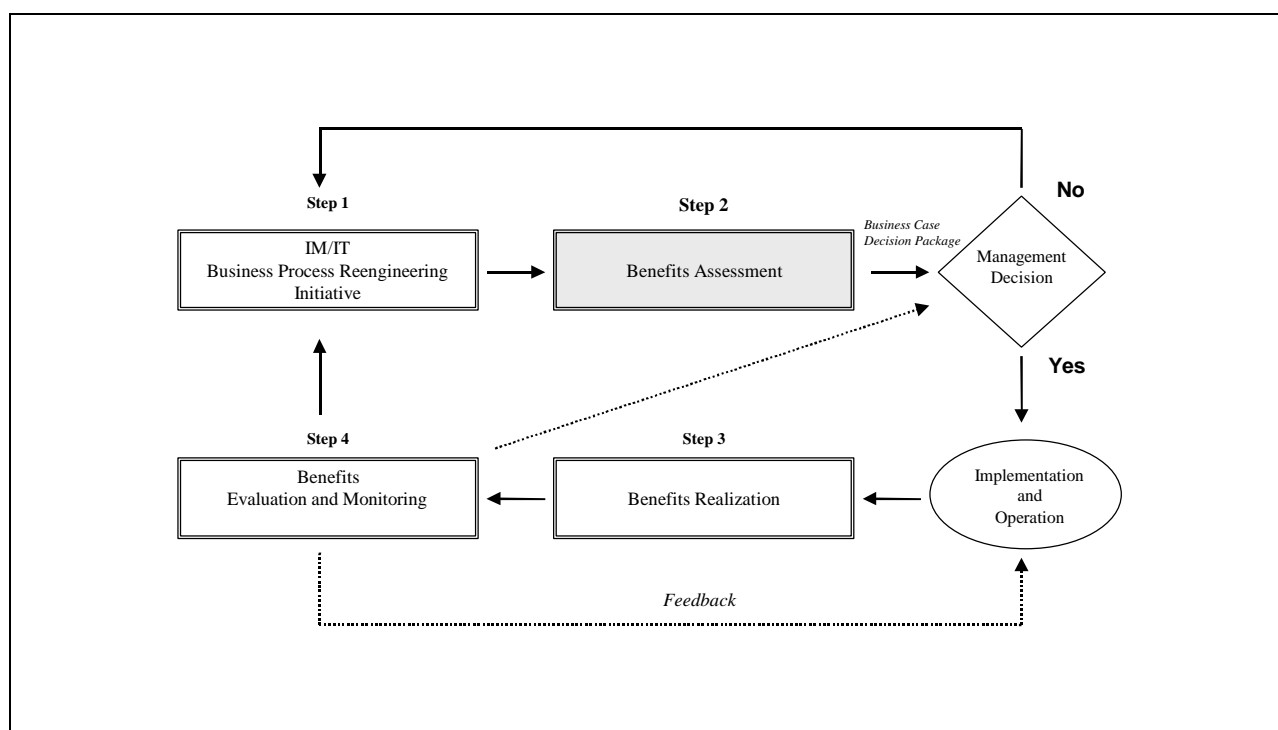 No
Step 1
Step 2
Business Case
Decision Package
IM/IT
Business Process Reengineering
Initiative
Benefits Assessment
Management
Decision
Yes
Step 4
Step 3
Benefits
Evaluation and Monitoring
Benefits Realization
Implementation
and
Operation
Feedback